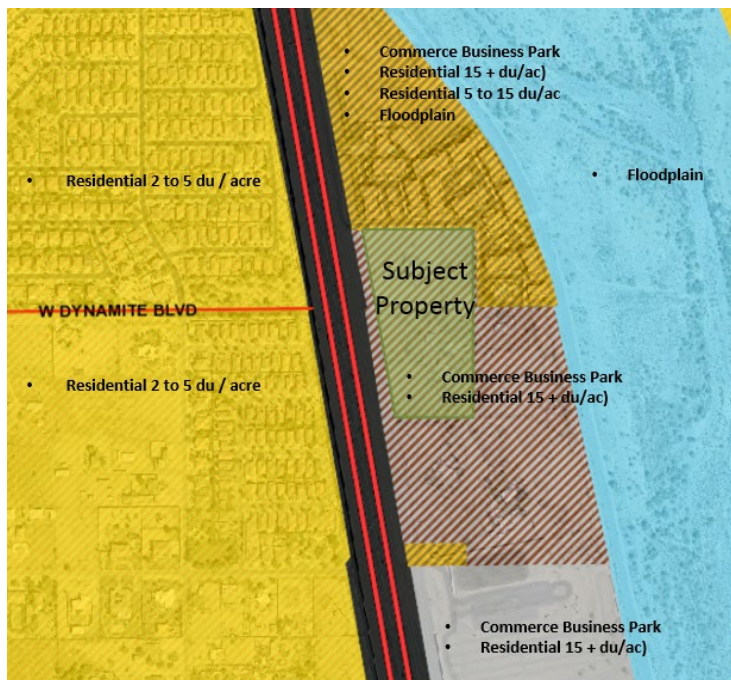 • Commerce Business Park
• Residential 15 + du/ac)
• Residential 5 to 15 du/ac
• Floodplain
• Residential 2 to 5 du / acre
• Floodplain
Subject
Property
W DYNAMITE BLVD
• Residential 2 to 5 du / acre
• Commerce Business Park
• Residential 15 + du/ac)
• Commerce Business Park
• Residential 15 + du/ac)